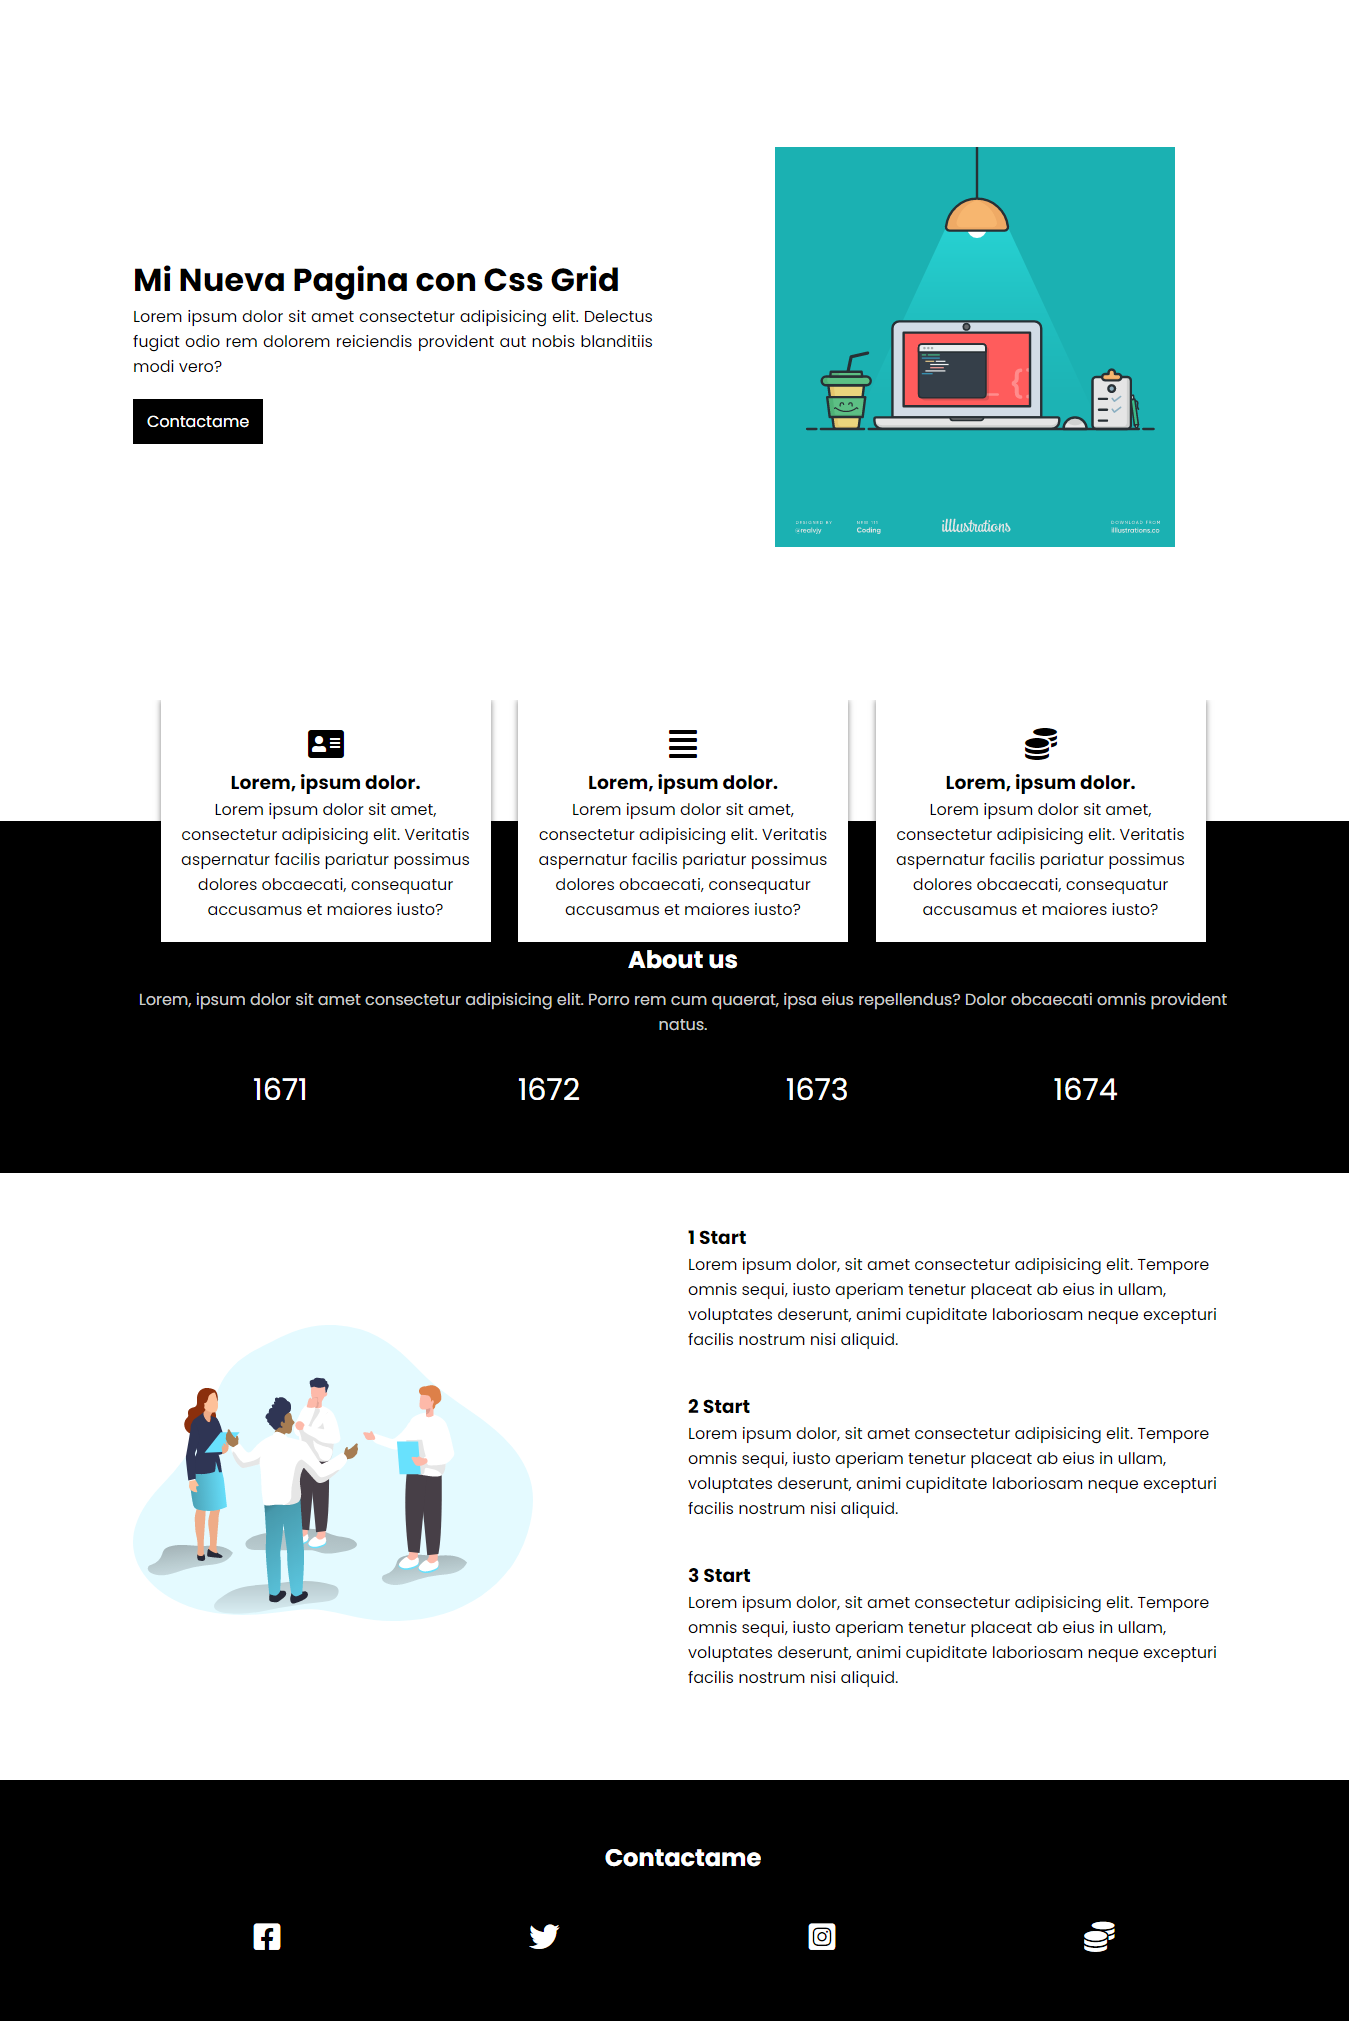 Mi Nueva Pagina con Css Grid
Lorem ipsum dolor sit amet consectetur adipisicing elit. Delectus
fugiat odio rem dolorem reiciendis provident aut nobis blanditiis
modi vero?
Contactame
DESIGNED BY
realvjy
Coding
illlustrations
DOWNLOAD FROM
illlustrations.co
Lorem, ipsum dolor.
Lorem ipsum dolor sit amet,
consectetur adipisicing elit. Veritatis
aspernatur facilis pariatur possimus
dolores obcaecati, consequatur
accusamus et maiores iusto?
Lorem, ipsum dolor.
Lorem ipsum dolor sit amet,
consectetur adipisicing elit. Veritatis
aspernatur facilis pariatur possimus
dolores obcaecati, consequatur
accusamus et maiores iusto?
Lorem, ipsum dolor.
Lorem ipsum dolor sit amet,
consectetur adipisicing elit. Veritatis
aspernatur facilis pariatur possimus
dolores obcaecati, consequatur
accusamus et maiores iusto?
About us
Lorem, ipsum dolor sit amet consectetur adipisicing elit. Porro rem cum quaerat, ipsa eius repellendus? Dolor obcaecati omnis provident
natus.
1671
1672
1673
1674
1 Start
Lorem ipsum dolor, sit amet consectetur adipisicing elit. Tempore
omnis sequi, iusto aperiam tenetur placeat ab eius in ullam,
voluptates deserunt, animi cupiditate laboriosam neque excepturi
facilis nostrum nisi aliquid.
2 Start
Lorem ipsum dolor, sit amet consectetur adipisicing elit. Tempore
omnis sequi, iusto aperiam tenetur placeat ab eius in ullam,
voluptates deserunt, animi cupiditate laboriosam neque excepturi
facilis nostrum nisi aliquid.
3 Start
Lorem ipsum dolor, sit amet consectetur adipisicing elit. Tempore
omnis sequi, iusto aperiam tenetur placeat ab eius in ullam,
voluptates deserunt, animi cupiditate laboriosam neque excepturi
facilis nostrum nisi aliquid.
Contactame